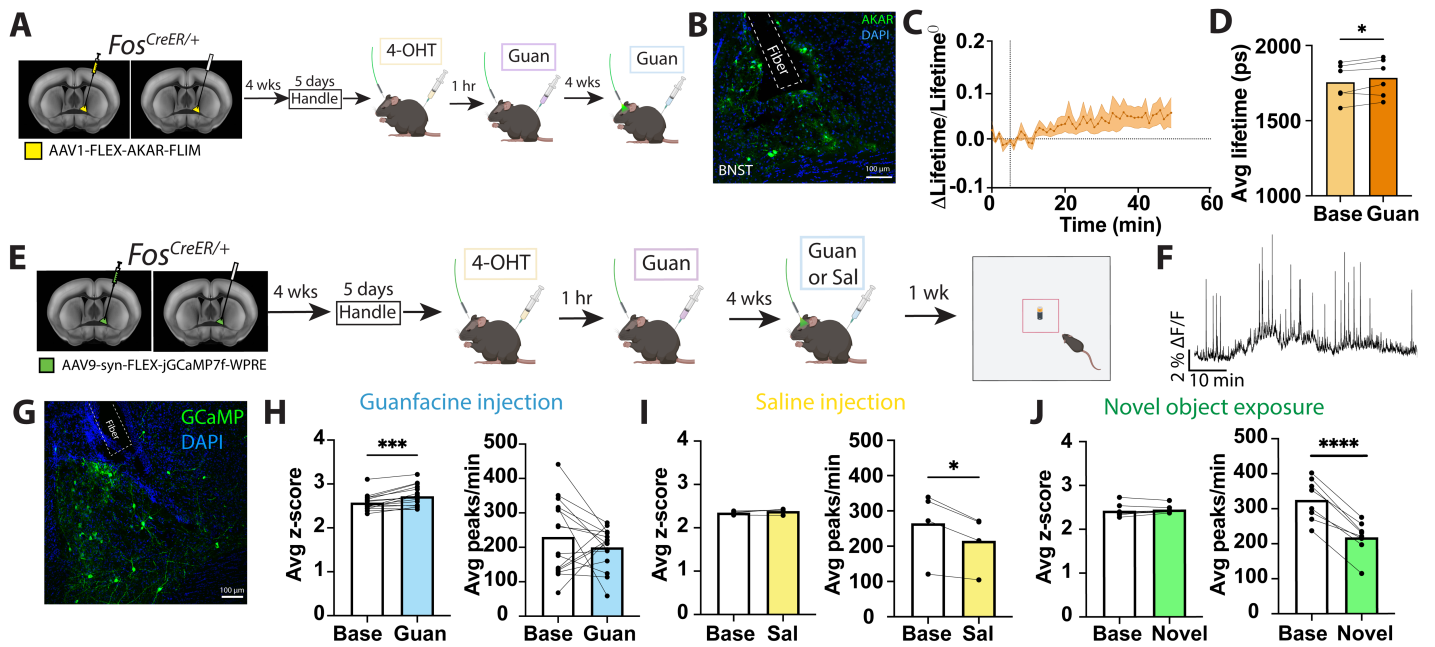 A
Fos^CreER/+
4 wks
5 days
Handle
4-OHT
1 hr
Guan
4 wks
Guan
AAV1-FLEX-AKAR-FLIM
B
AKAR
DAPI
Fiber
BNST
100 µm
C
ΔLifetime/Lifetime⁰
0.2
0.1
0.0
-0.1
0
20
40
60
Time (min)
D
*
Avg lifetime (ps)
2000
1500
1000
Base
Guan
E
Fos^CreER/+
4 wks
5 days
Handle
4-OHT
1 hr
Guan
4 wks
Guan
or Sal
1 wk
AAV9-syn-FLEX-jGCaMP7f-WPRE
F
2 % ΔF/F
10 min
G
GCaMP
DAPI
Fiber
100 µm
H
Guanfacine injection
***
Avg z-score
4
3
2
1
0
Base
Guan
Avg peaks/min
500
400
300
200
100
0
Base
Guan
I
Saline injection
Avg z-score
4
3
2
1
0
Base
Sal
*
Avg peaks/min
500
400
300
200
100
0
Base
Sal
J
Novel object exposure
Avg z-score
4
3
2
1
0
Base
Novel
****
Avg peaks/min
500
400
300
200
100
0
Base
Novel